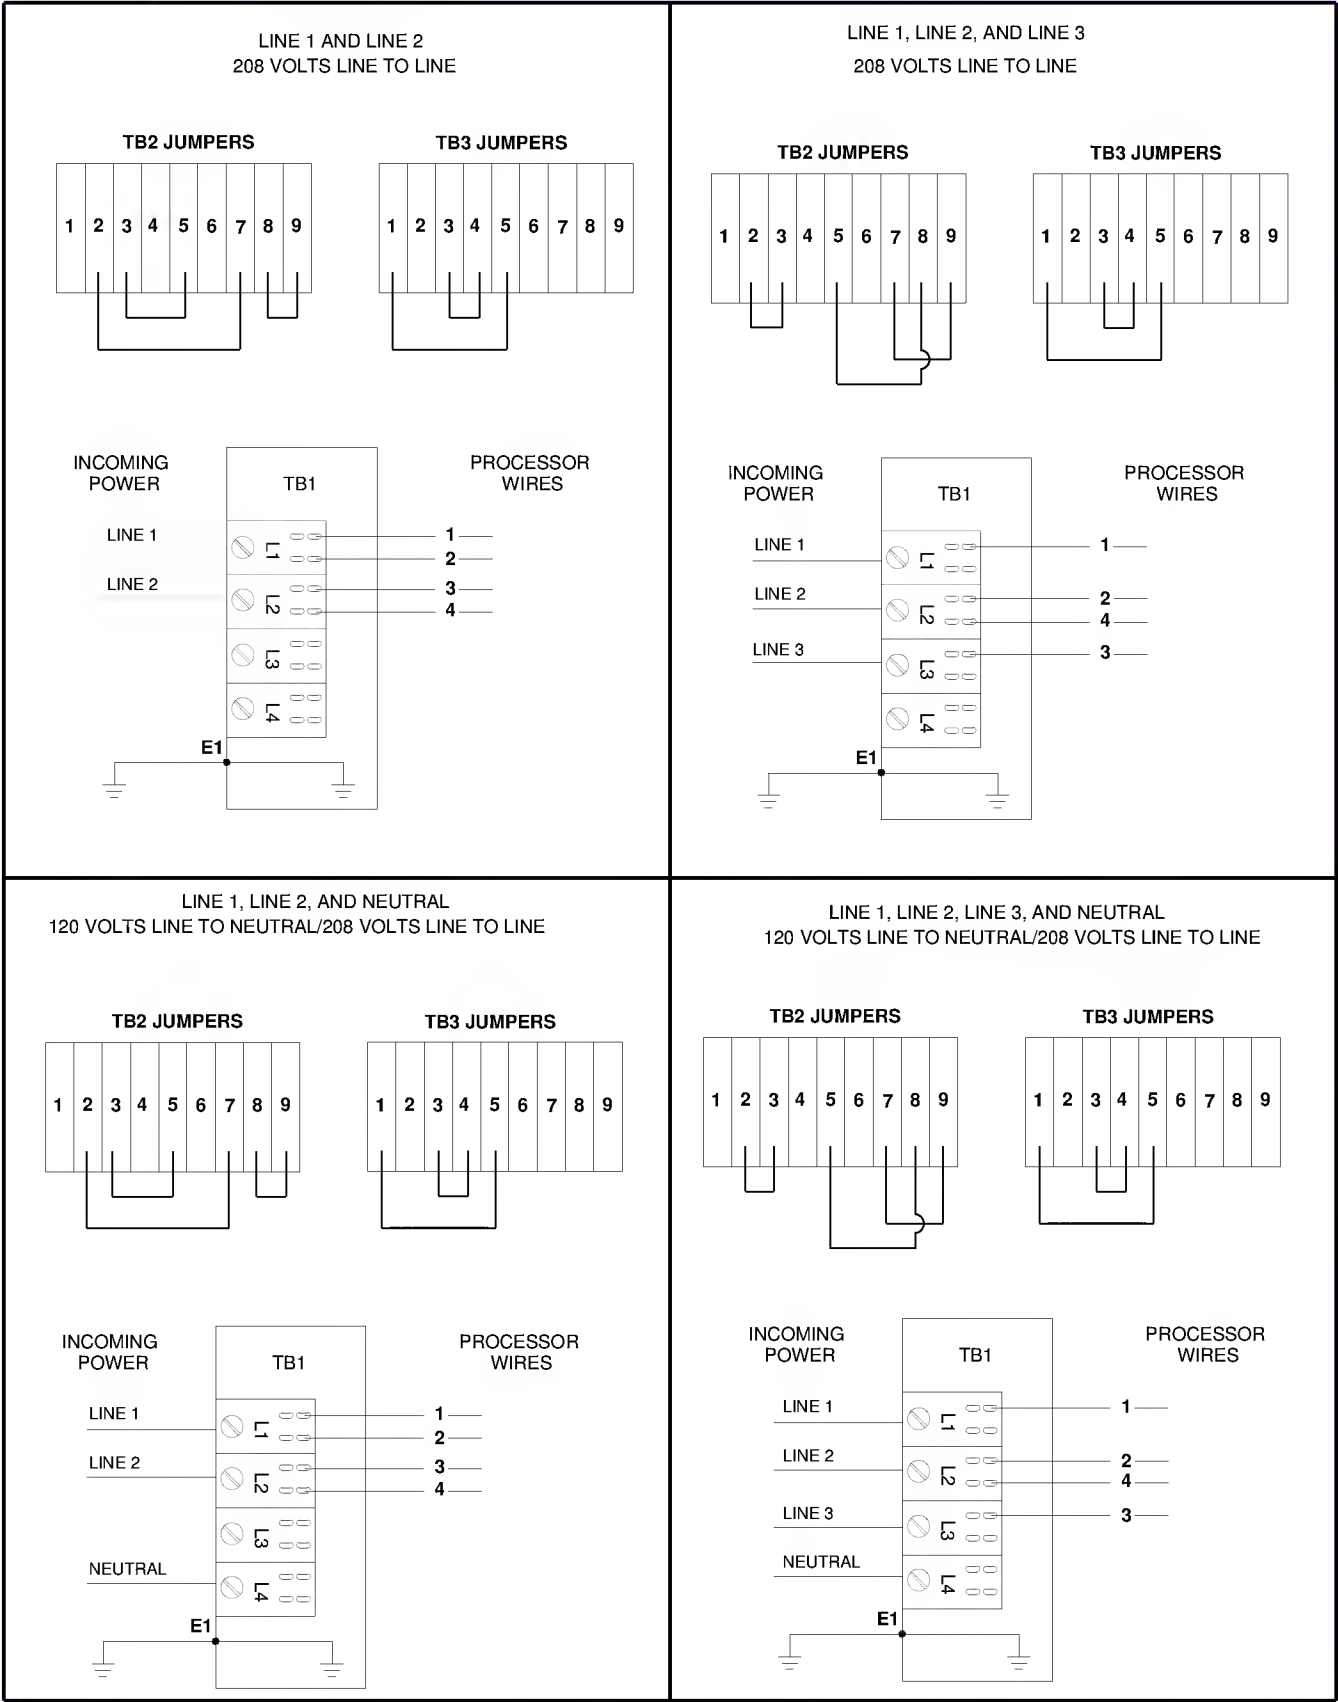 LINE 1 AND LINE 2
208 VOLTS LINE TO LINE
TB2 JUMPERS
TB3 JUMPERS
1 2 3 4 5 6 7 8 9
1 2 3 4 5 6 7 8 9
INCOMING
POWER
TB1
PROCESSOR
WIRES
LINE 1
LINE 2
L1
L2
L3
L4
1
2
3
4
E1
LINE 1, LINE 2, AND LINE 3
208 VOLTS LINE TO LINE
TB2 JUMPERS
TB3 JUMPERS
1 2 3 4 5 6 7 8 9
1 2 3 4 5 6 7 8 9
INCOMING
POWER
TB1
PROCESSOR
WIRES
LINE 1
LINE 2
LINE 3
L1
L2
L3
L4
1
2
4
3
E1
LINE 1, LINE 2, AND NEUTRAL
120 VOLTS LINE TO NEUTRAL/208 VOLTS LINE TO LINE
TB2 JUMPERS
TB3 JUMPERS
1 2 3 4 5 6 7 8 9
1 2 3 4 5 6 7 8 9
INCOMING
POWER
TB1
PROCESSOR
WIRES
LINE 1
LINE 2
NEUTRAL
L1
L2
L3
L4
1
2
3
4
E1
LINE 1, LINE 2, LINE 3, AND NEUTRAL
120 VOLTS LINE TO NEUTRAL/208 VOLTS LINE TO LINE
TB2 JUMPERS
TB3 JUMPERS
1 2 3 4 5 6 7 8 9
1 2 3 4 5 6 7 8 9
INCOMING
POWER
TB1
PROCESSOR
WIRES
LINE 1
LINE 2
LINE 3
NEUTRAL
L1
L2
L3
L4
1
2
4
3
E1